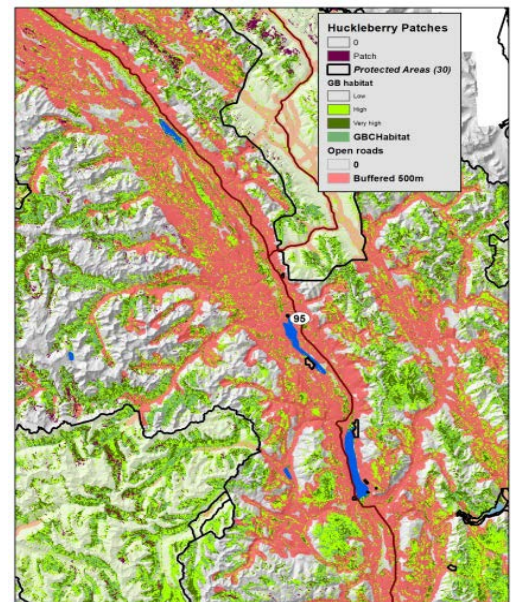 Huckleberry Patches
0
Patch
Protected Areas (30)
GB habitat
Low
High
Very high
GBCHabitat
Open roads
0
Buffered 500m
95